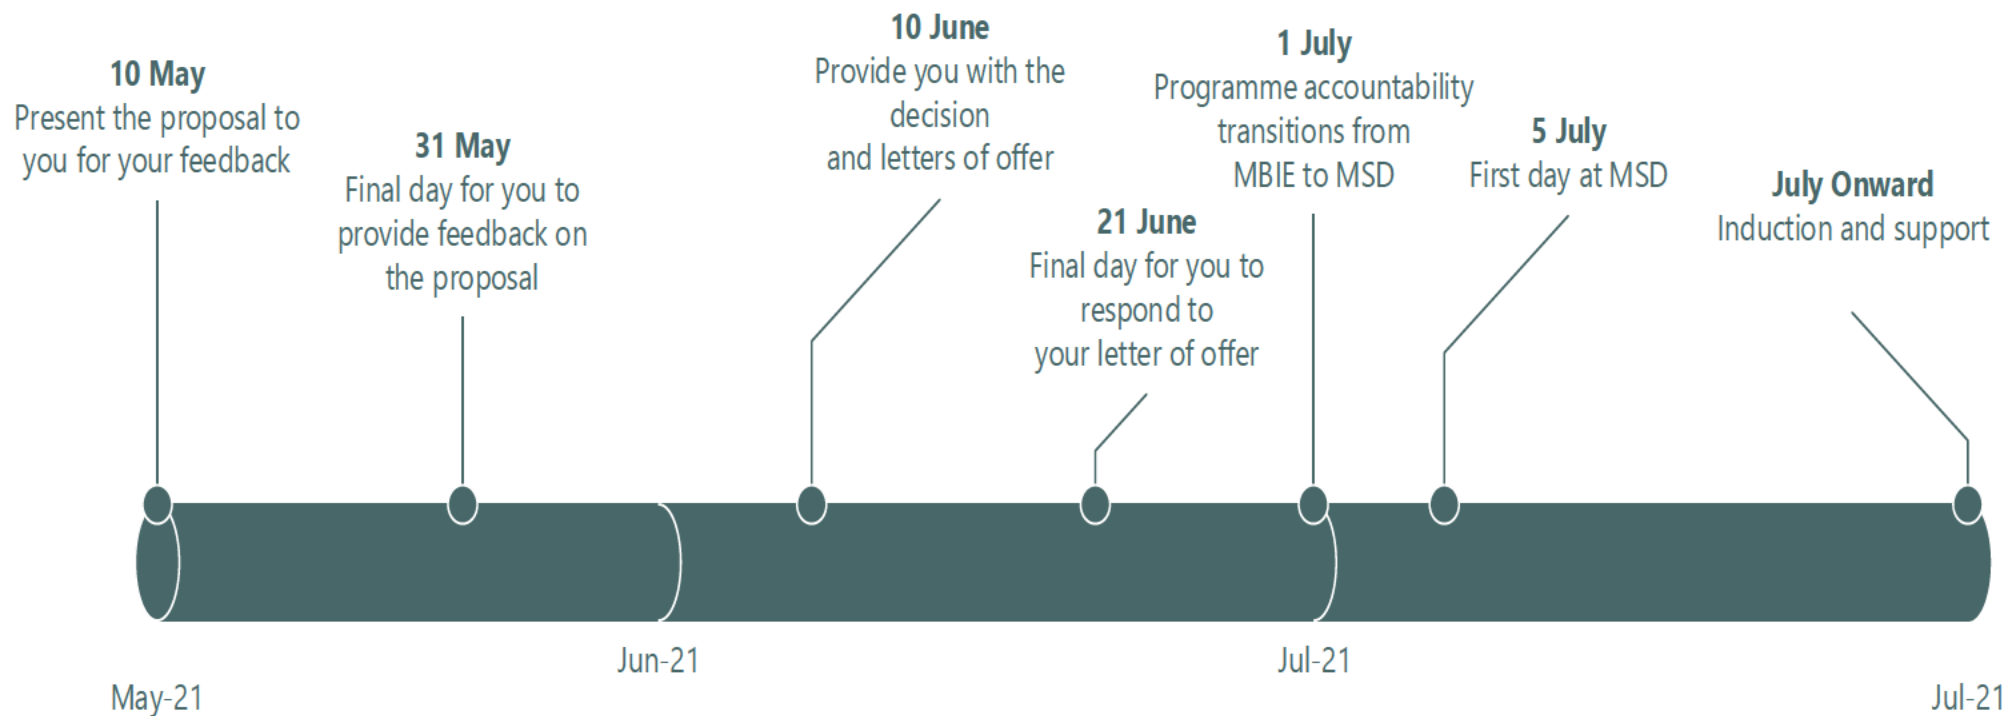 10 May
Present the proposal to
you for your feedback
31 May
Final day for you to
provide feedback on
the proposal
10 June
Provide you with the
decision
and letters of offer
21 June
Final day for you to
respond to
your letter of offer
1 July
Programme accountability
transitions from
MBIE to MSD
5 July
First day at MSD
July Onward
Induction and support
May-21
Jun-21
Jul-21
Jul-21